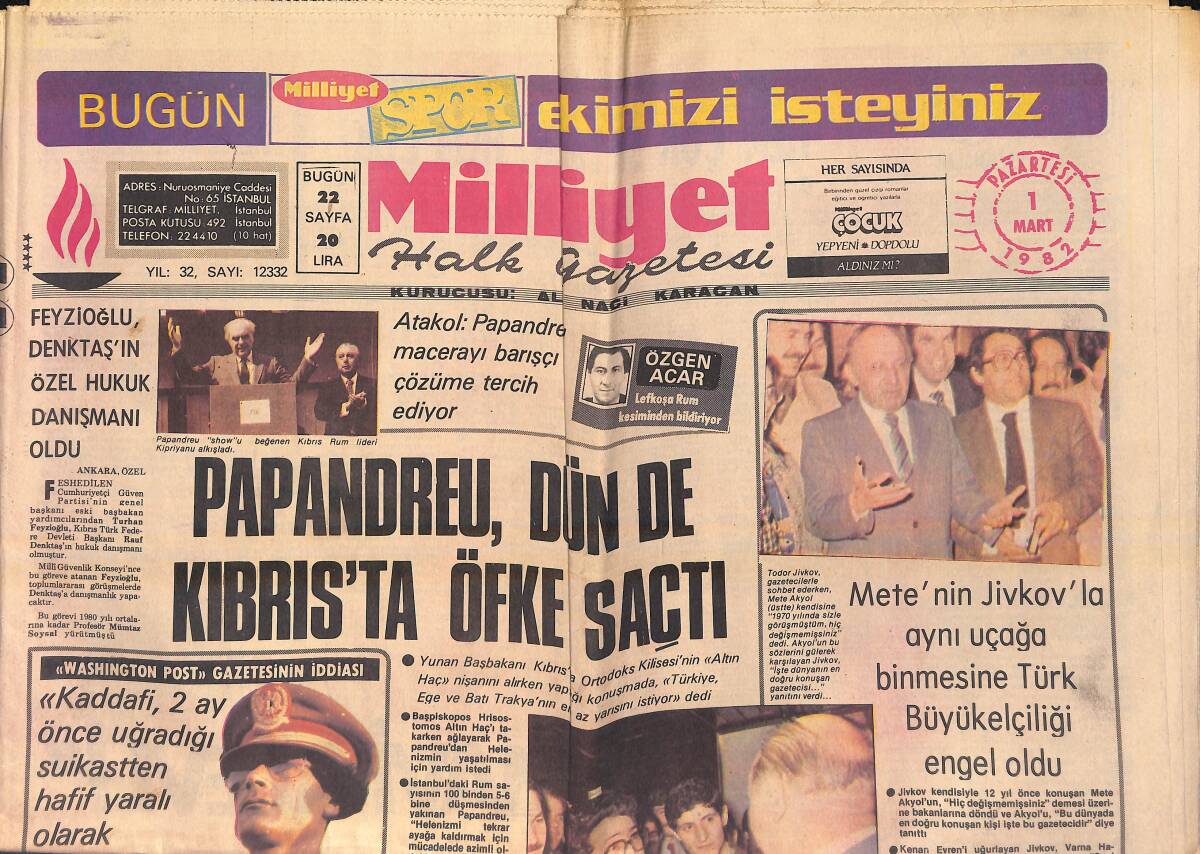 BUGÜN Milliyet SPOR ekimizi isteyiniz
ADRES: Nuruosmaniye Caddesi
No: 65 İSTANBUL
TELGRAF: MİLLİYET, İstanbul
POSTA KUTUSU: 492 İstanbul
TELEFON: 22 44 10 (10 hat)
YIL: 32, SAYI: 12332
BUGÜN
22
SAYFA
20
LİRA
Milliyet
Halk Gazetesi
KURUCUSU: ALİ NACİ KARACAN
HER SAYISINDA
Birbirinden güzel çizgi romanlar
eğitici ve öğretici yazılarla
Milliyet
ÇOCUK
YEPYENİ DOPDOLU
ALDINIZ MI?
PAZARTESİ
1
MART
1982
FEYZİOĞLU,
DENKTAŞ'IN
ÖZEL HUKUK
DANIŞMANI
OLDU
ANKARA, ÖZEL
FESHEDİLEN
Cumhuriyetçi Güven
Partisi'nin genel
başkanı eski başbakan
yardımcılarından Turhan
Feyzioğlu, Kıbrıs Türk Fede-
re Devleti Başkanı Rauf
Denktaş'ın hukuk danışmanı
olmuştur.
Milli Güvenlik Konseyi'nce
bu göreve atanan Feyzioğlu,
toplumlararası görüşmelerde
Denktaş'a danışmanlık yapa-
caktır.
Bu görevi 1980 yılı ortala-
rına kadar Profesör Mümtaz
Soysal yürütmüştü
Papandreu "show"u beğenen Kıbrıs Rum lideri
Kipriyanu alkışladı.
Atakol: Papandre
macerayı barışçı
çözüme tercih
ediyor
ÖZGEN
ACAR
Lefkoşa Rum
kesiminden bildiriyor
PAPANDREU, DÜN DE
KIBRIS'TA ÖFKE SAÇTI
Yunan Başbakanı Kıbrıs'a Ortodoks Kilisesi'nin «Altın
Haç» nişanını alırken yaptığı konuşmada, «Türkiye,
Ege ve Batı Trakya'nın en az yarısını istiyor» dedi
Başpiskopos Hrisos-
tomos Altın Haç'ı ta-
karken ağlayarak Pa-
pandreu'dan Hele-
nizmin yaşatılması
için yardım istedi
İstanbul'daki Rum sa-
yısının 100 binden 5-6
bine düşmesinden
yakınan Papandreu,
"Helenizmi tekrar
ayağa kaldırmak için
mücadelede azimli ol-
«WASHINGTON POST» GAZETESİNİN İDDİASI
«Kaddafi, 2 ay
önce uğradığı
suikastten
hafif yaralı
olarak
Todor Jivkov,
gazetecilerle
sohbet ederken,
Mete Akyol
(üstte) kendisine
"1970 yılında sizle
görüşmüştüm, hiç
değişmemişsiniz"
dedi. Akyol'un bu
sözlerini gülerek
karşılayan Jivkov,
"İşte dünyanın en
doğru konuşan
gazetecisi..."
yanıtını verdi...
Mete'nin Jivkov'la
aynı uçağa
binmesine Türk
Büyükelçiliği
engel oldu
Jivkov kendisiyle 12 yıl önce konuşan Mete
Akyol'un, "Hiç değişmemişsiniz" demesi üzeri-
ne bakanlarına döndü ve Akyol'u, "Bu dünyada
en doğru konuşan kişi işte bu gazetecidir" diye
tanıttı
Kenan Evren'i uğurlayan Jivkov, Varna Ha-